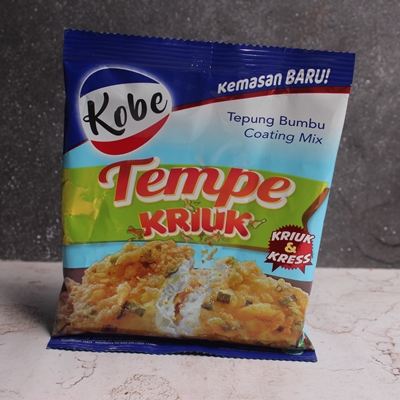 Kemasan BARU!
Kobe
Tepung Bumbu
Coating Mix
Tempe
KRIUK
KRIUK
&
KRESS